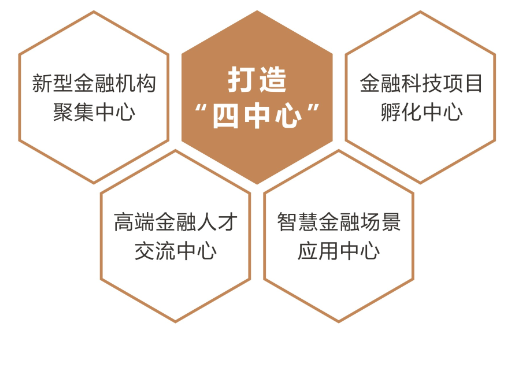 新型金融机构
聚集中心
打造
“四中心”
金融科技项目
孵化中心
高端金融人才
交流中心
智慧金融场景
应用中心